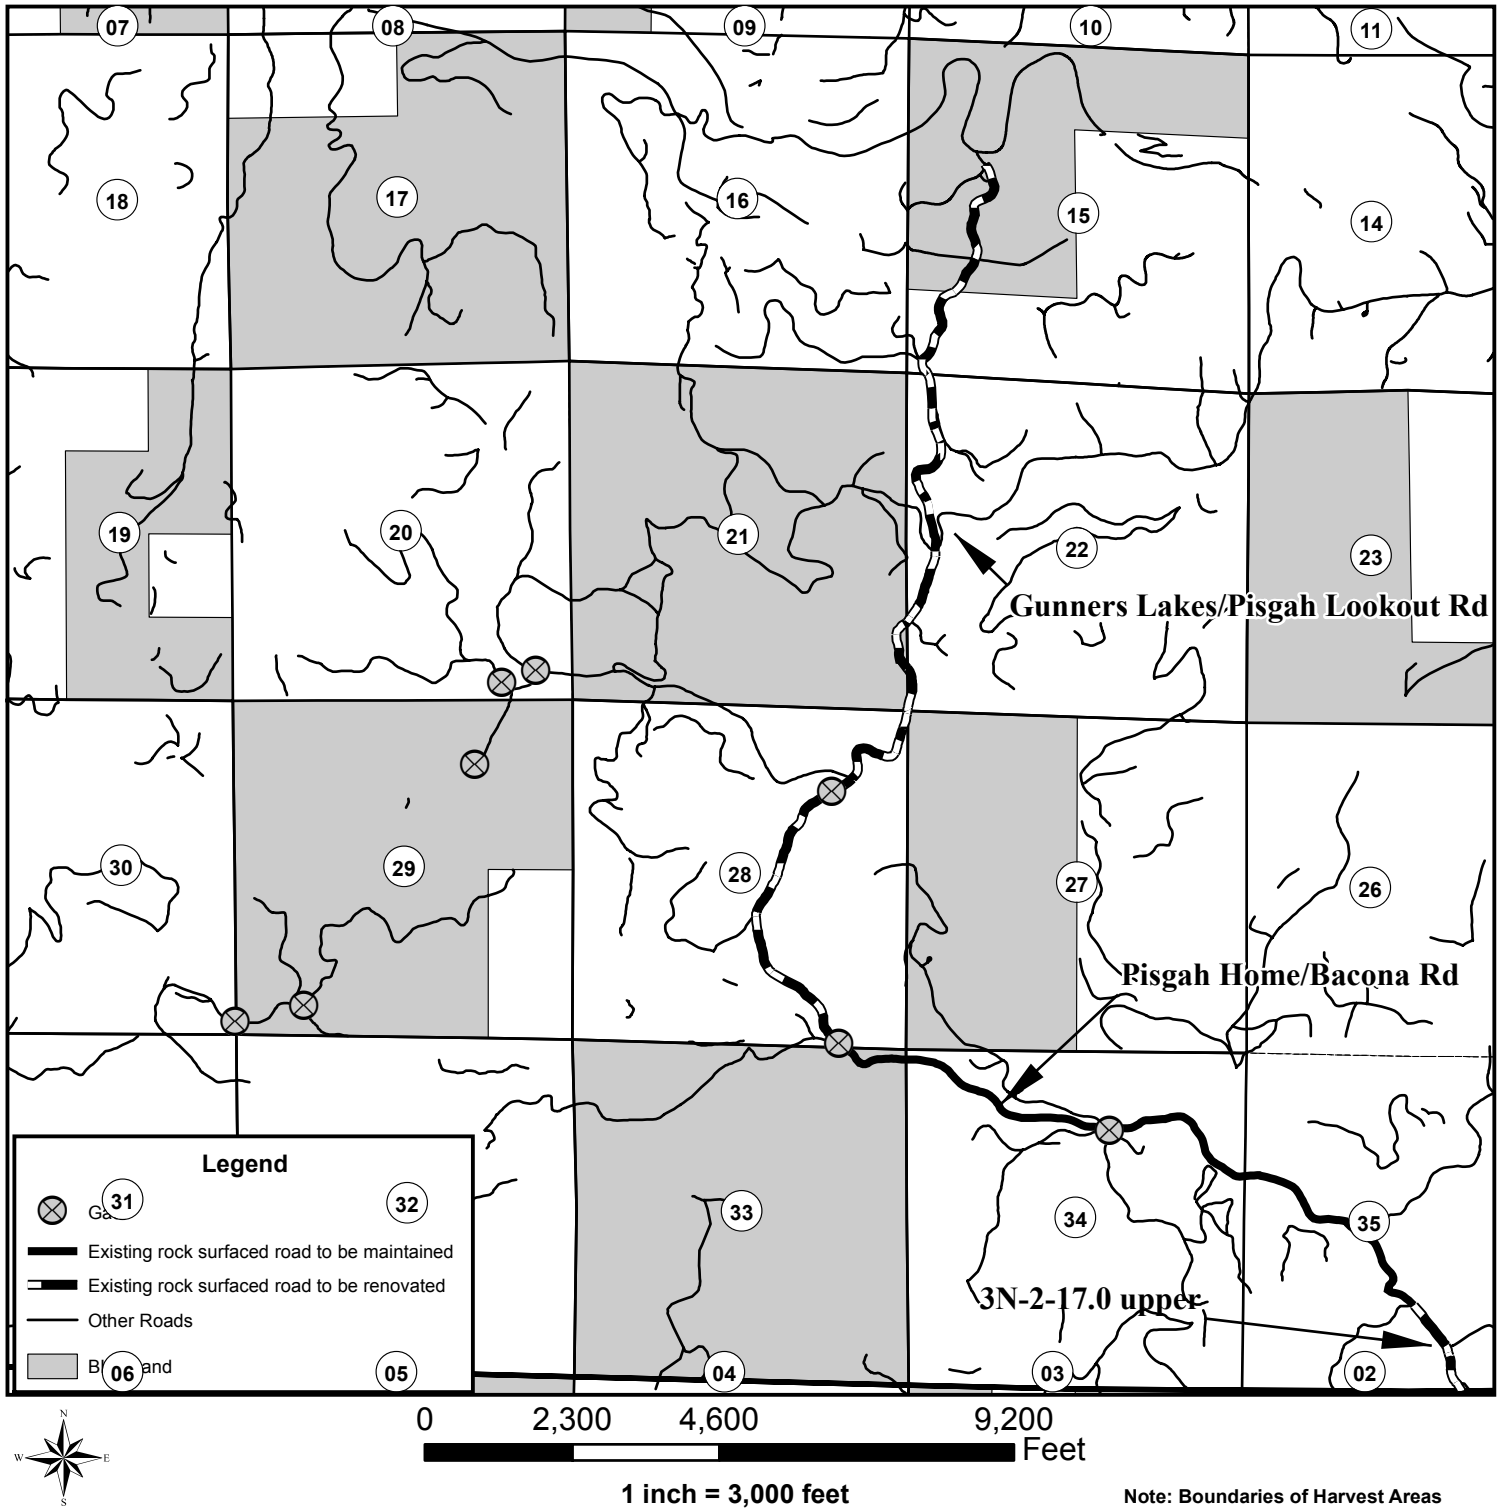 07
08
09
10
11
18
17
16
15
14
19
20
21
22
23
Gunners Lakes/Pisgah Lookout Rd
30
29
28
27
26
Pisgah Home/Bacona Rd
Legend
31
32
33
34
35
Existing rock surfaced road to be maintained
Existing rock surfaced road to be renovated
3N-2-17.0 upper
Other Roads
06
05
04
03
02
N
W
E
S
0
2,300
4,600
9,200
Feet
1 inch = 3,000 feet
Note: Boundaries of Harvest Areas